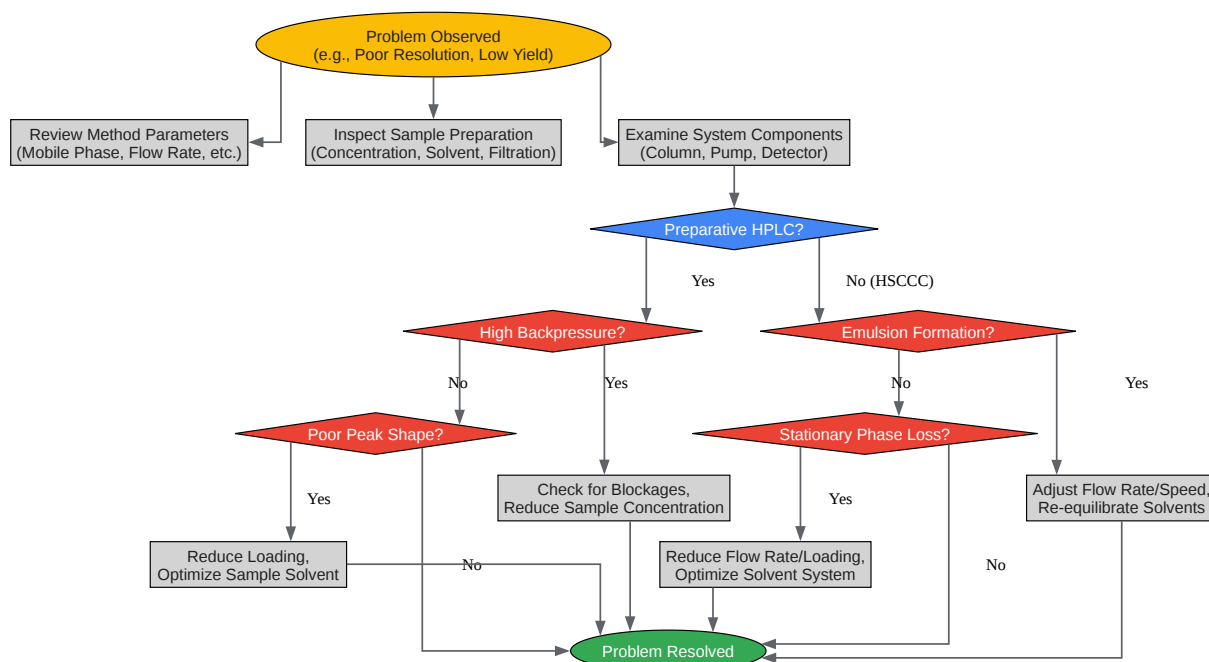 Problem Observed
(e.g., Poor Resolution, Low Yield)
Review Method Parameters
(Mobile Phase, Flow Rate, etc.)
Inspect Sample Preparation
(Concentration, Solvent, Filtration)
Examine System Components
(Column, Pump, Detector)
Preparative HPLC?
Yes
No (HSCCC)
High Backpressure?
Emulsion Formation?
No
Yes
No
Yes
Poor Peak Shape?
Stationary Phase Loss?
Yes
Check for Blockages,
Reduce Sample Concentration
Yes
Adjust Flow Rate/Speed,
Re-equilibrate Solvents
Reduce Loading,
Optimize Sample Solvent
No
Reduce Flow Rate/Loading,
Optimize Solvent System
No
Problem Resolved